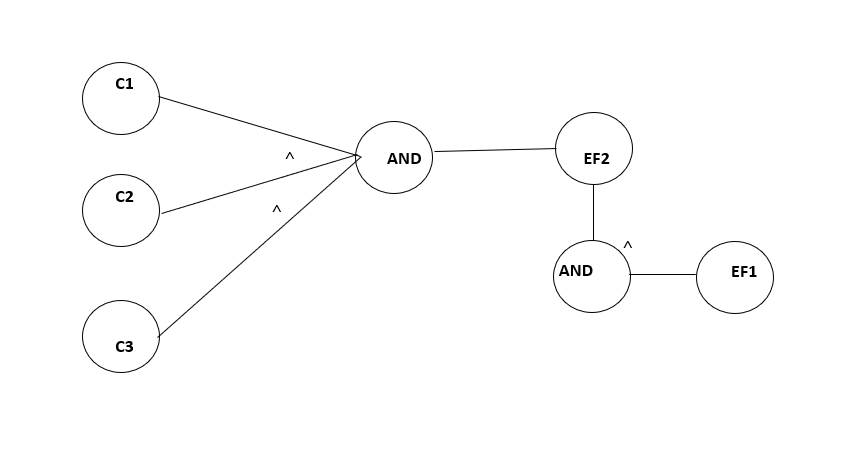 C1
^
AND
EF2
C2
^
^
AND
EF1
C3